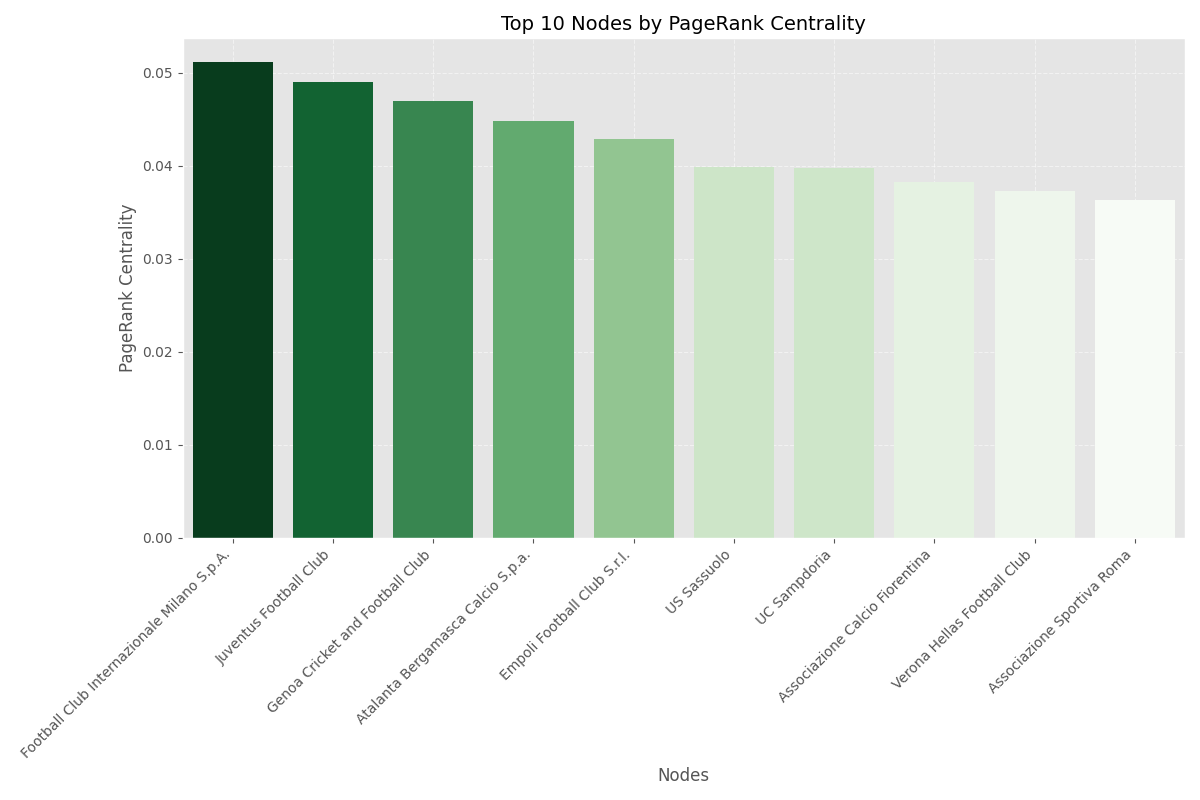 Top 10 Nodes by PageRank Centrality
PageRank Centrality
0.05
0.04
0.03
0.02
0.01
0.00
Football Club Internazionale Milano S.p.A.
Juventus Football Club
Genoa Cricket and Football Club
Atalanta Bergamasca Calcio S.p.a.
Empoli Football Club S.r.l.
US Sassuolo
UC Sampdoria
Associazione Calcio Fiorentina
Verona Hellas Football Club
Associazione Sportiva Roma
Nodes